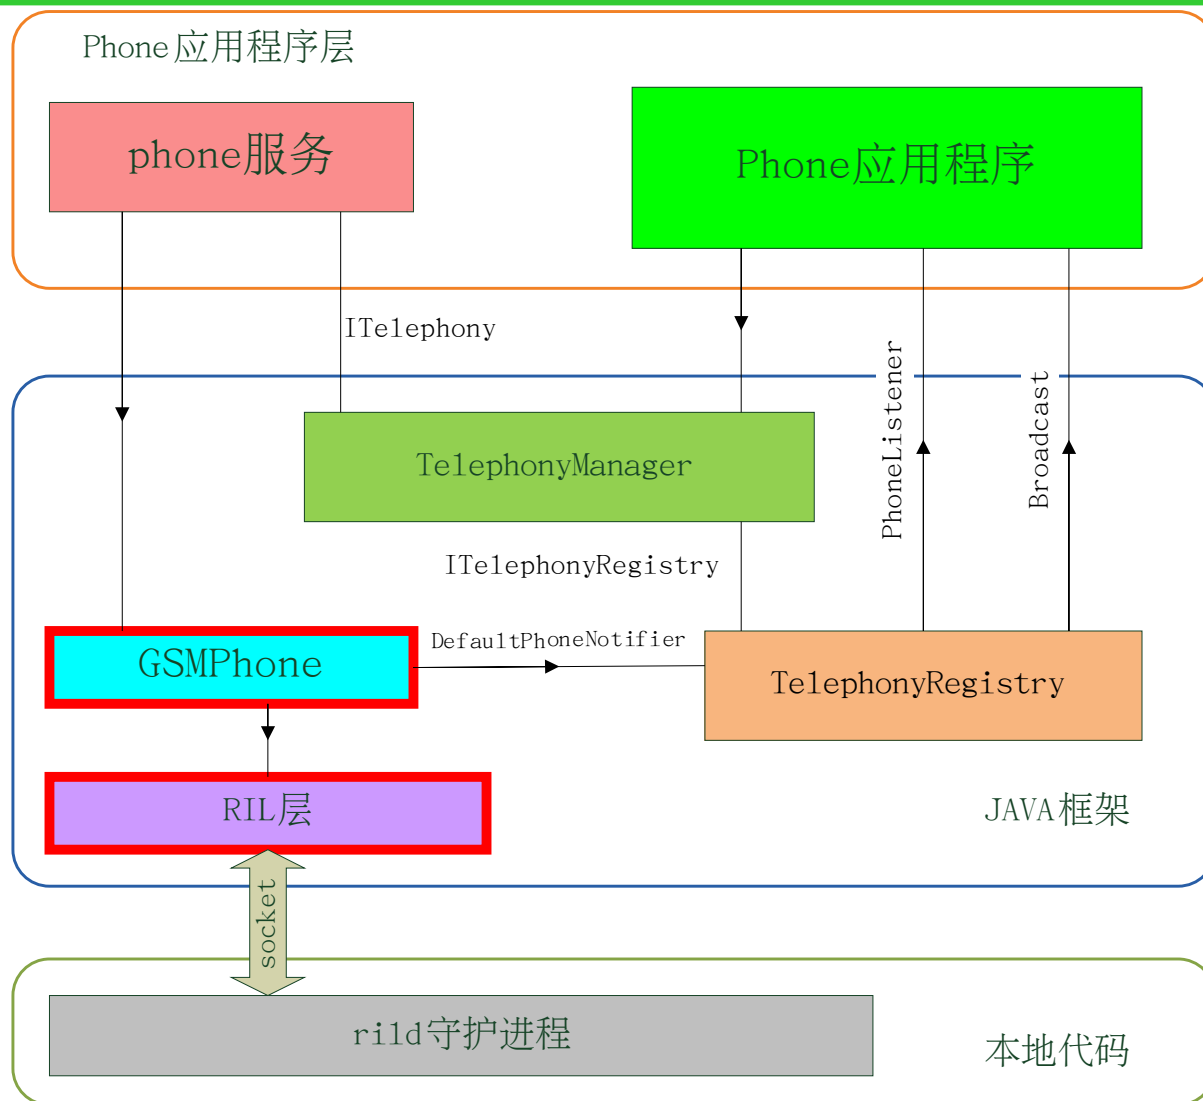 Phone应用程序层
phone服务
Phone应用程序
ITelephony
PhoneListener
Broadcast
TelephonyManager
ITelephonyRegistry
DefaultPhoneNotifier
GSMPhone
TelephonyRegistry
RIL层
JAVA框架
socket
rild守护进程
本地代码